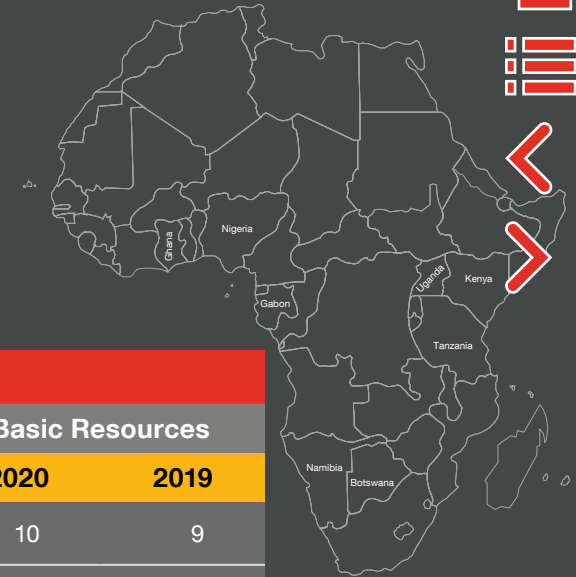 Nigeria
Ghana
Uganda
Kenya
Gabon
Tanzania
Basic Resources
2020 2019
10 9
Namibia
Botswana